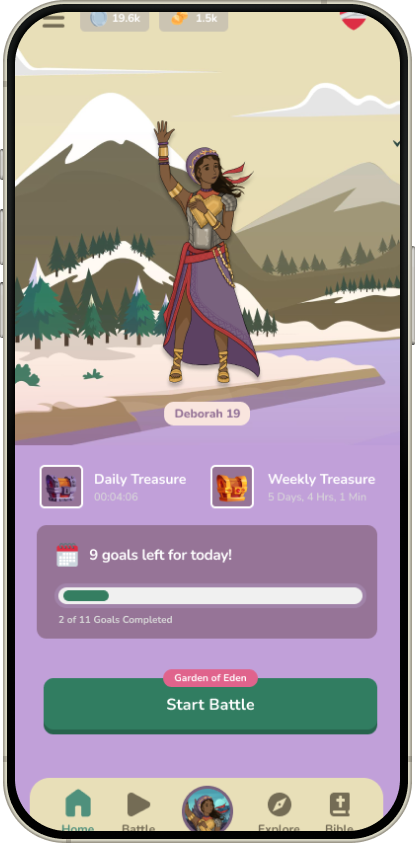 19.6k
1.5k
Deborah 19
Daily Treasure
00:04:06
Weekly Treasure
5 Days, 4 Hrs, 1 Min
9 goals left for today!
2 of 11 Goals Completed
Garden of Eden
Start Battle
Home
Battle
Explore
Bible